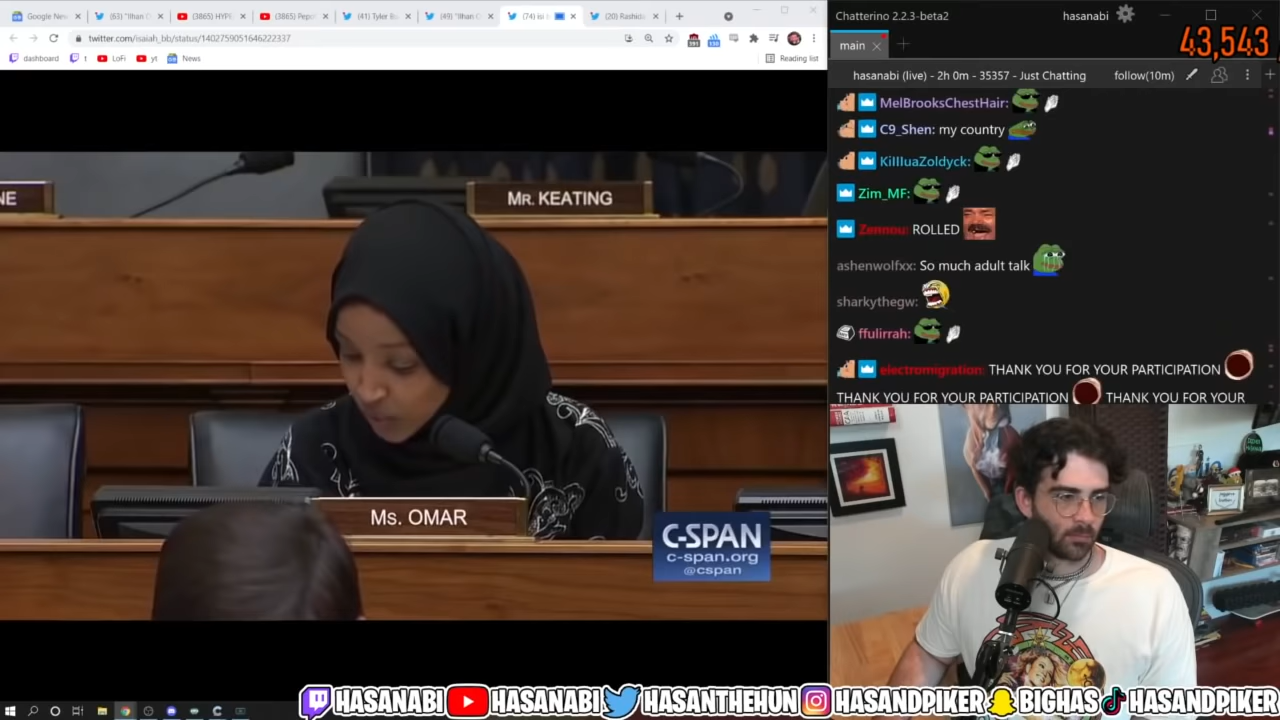 Google New
(63) "Ilhan O
(3865) HYPE
(3865) Pepo
(41) Tyler Bo
(49) "Ilhan O
(74) isi
(20) Rashida
twitter.com/isaiah_bb/status/1402759051646222337
dashboard
t
LoFi
yt
News
Reading list
NE
MR. KEATING
Ms. OMAR
C-SPAN
c-span.org
@cspan
Chatterino 2.2.3-beta2
hasanabi
main
43,543
hasanabi (live) - 2h 0m - 35357 - Just Chatting
follow(10m)
MelBrooksChestHair:
C9_Shen: my country
KillluaZoldyck:
Zim_MF:
Zennou: ROLLED
ashenwolfxx: So much adult talk
sharkythegw:
ffulirrah:
electromigration: THANK YOU FOR YOUR PARTICIPATION
THANK YOU FOR YOUR PARTICIPATION THANK YOU FOR YOUR
HASANABI HASANABI HASANTHEHUN HASANDPIKER BIGHAS HASANDPIKER